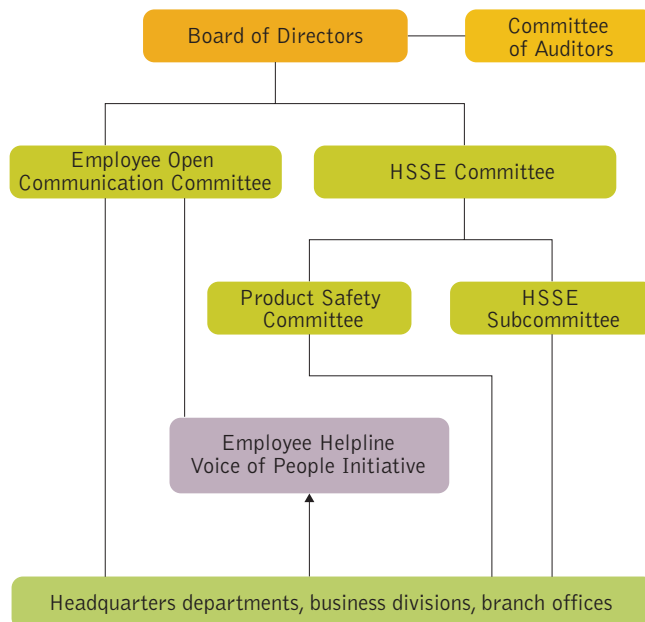 Board of Directors
Committee
of Auditors
Employee Open
Communication Committee
HSSE Committee
Product Safety
Committee
HSSE
Subcommittee
Employee Helpline
Voice of People Initiative
Headquarters departments, business divisions, branch offices